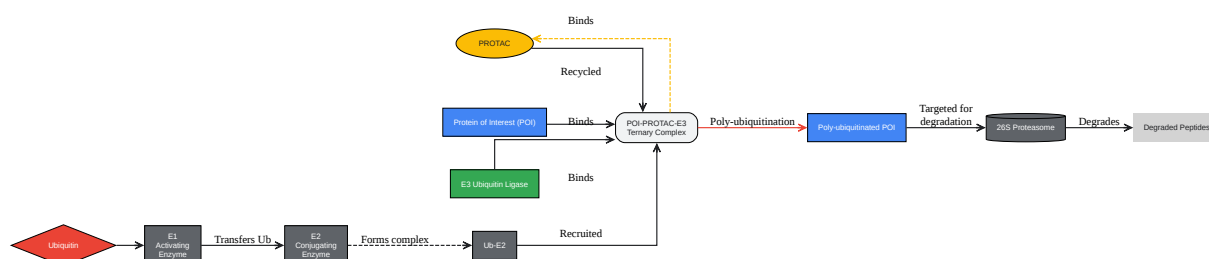 Binds
PROTAC
Recycled
Protein of Interest (POI)
Binds
POI-PROTAC-E3
Ternary Complex
Poly-ubiquitination
Poly-ubiquitinated POI
Targeted for
degradation
26S Proteasome
Degrades
Degraded Peptides
E3 Ubiquitin Ligase
Binds
Ubiquitin
E1
Activating
Enzyme
Transfers Ub
E2
Conjugating
Enzyme
Forms complex
Ub-E2
Recruited